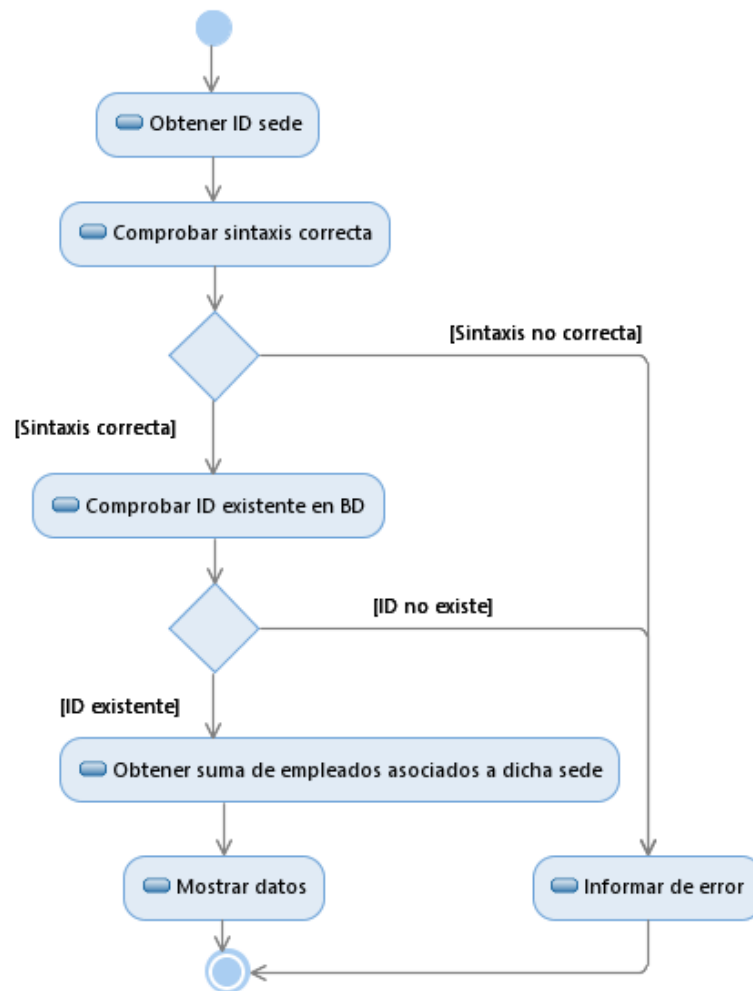 Obtener ID sede
Comprobar sintaxis correcta
[Sintaxis no correcta]
[Sintaxis correcta]
Comprobar ID existente en BD
[ID no existe]
[ID existente]
Obtener suma de empleados asociados a dicha sede
Mostrar datos
Informar de error